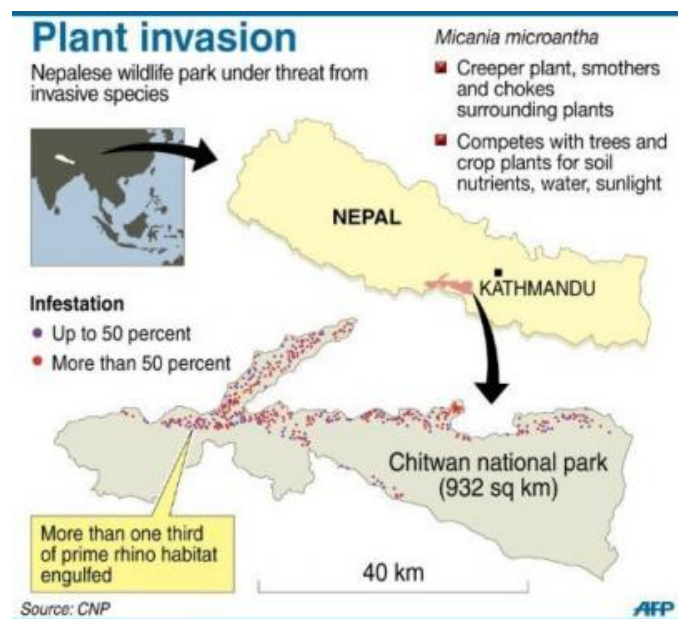 Plant invasion
Nepalese wildlife park under threat from
invasive species
Micania microantha
Creeper plant, smothers
and chokes
surrounding plants
Competes with trees and
crop plants for soil
nutrients, water, sunlight
NEPAL
KATHMANDU
Infestation
Up to 50 percent
More than 50 percent
Chitwan national park
(932 sq km)
More than one third
of prime rhino habitat
engulfed
40 km
Source: CNP
AFP